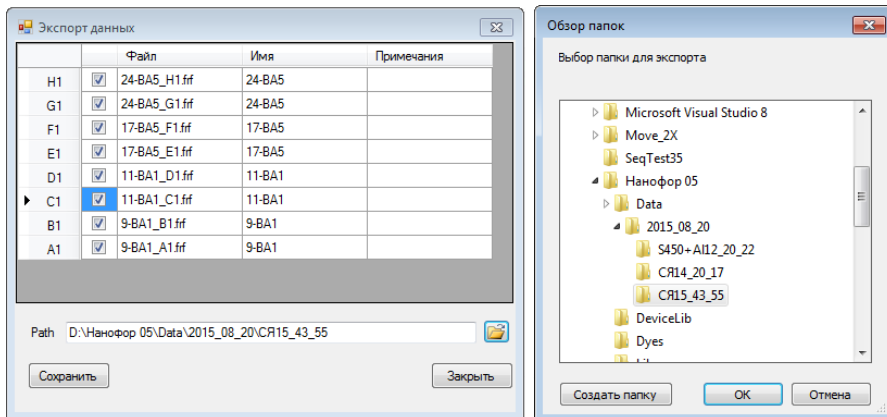 Экспорт данных
Файл Имя Примечания
H1 24-BA5_H1.frf 24-BA5
G1 24-BA5_G1.frf 24-BA5
F1 17-BA5_F1.frf 17-BA5
E1 17-BA5_E1.frf 17-BA5
D1 11-BA1_D1.frf 11-BA1
C1 11-BA1_C1.frf 11-BA1
B1 9-BA1_B1.frf 9-BA1
A1 9-BA1_A1.frf 9-BA1
Path D:\Нанофор 05\Data\2015_08_20\СЯ15_43_55
Сохранить Закрыть
Обзор папок
Выбор папки для экспорта
Microsoft Visual Studio 8
Move_2X
SeqTest35
Нанофор 05
Data
2015_08_20
S450+AI12_20_22
СЯ14_20_17
СЯ15_43_55
DeviceLib
Dyes
Создать папку OK Отмена